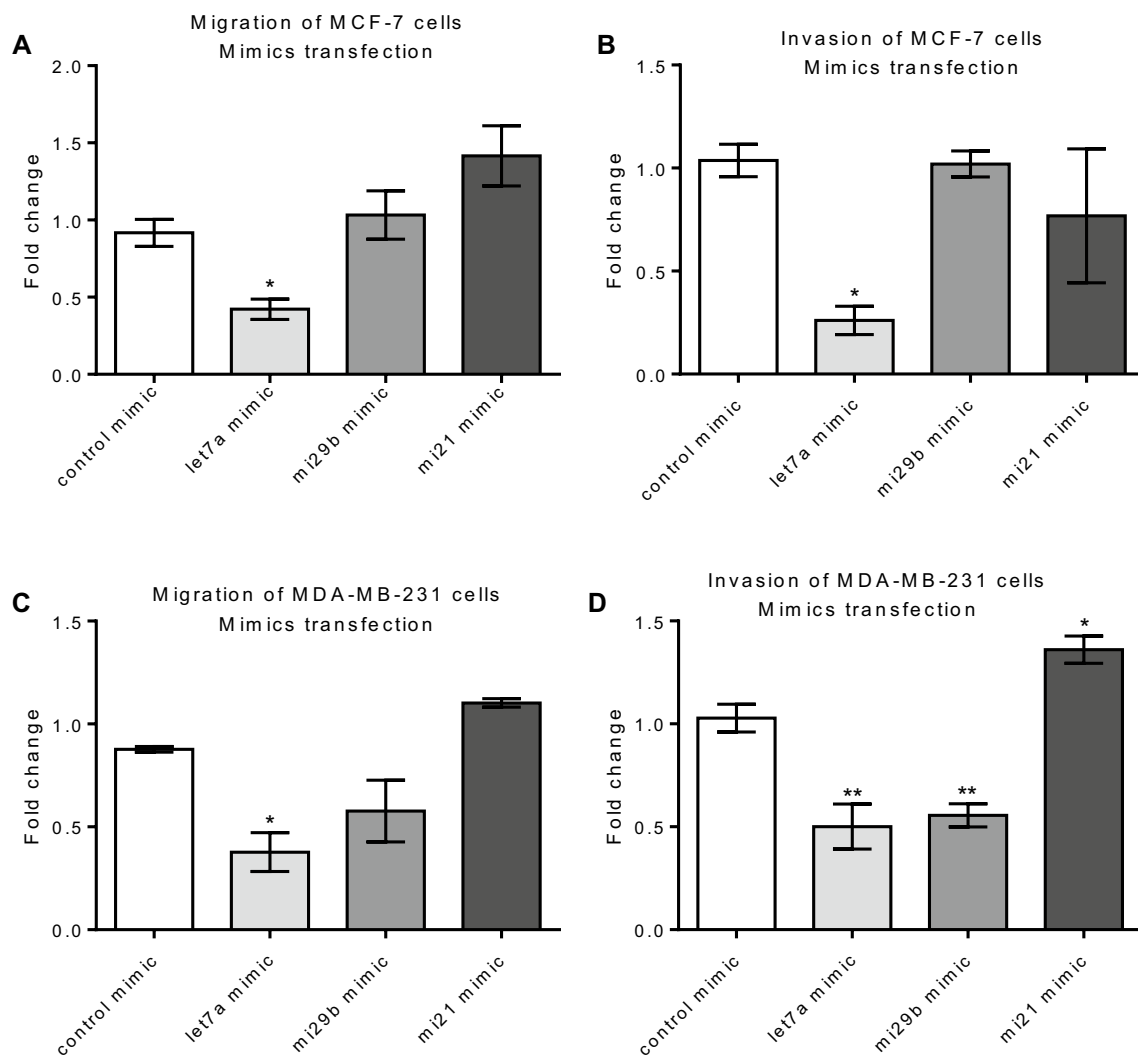 A
Migration of MCF-7 cells
Mimics transfection
Fold change
2.0
1.5
1.0
0.5
0.0
*
control mimic
let7a mimic
mi29b mimic
mi21 mimic
B
Invasion of MCF-7 cells
Mimics transfection
Fold change
1.5
1.0
0.5
0.0
*
control mimic
let7a mimic
mi29b mimic
mi21 mimic
C
Migration of MDA-MB-231 cells
Mimics transfection
Fold change
1.5
1.0
0.5
0.0
*
control mimic
let7a mimic
mi29b mimic
mi21 mimic
D
Invasion of MDA-MB-231 cells
Mimics transfection
Fold change
1.5
1.0
0.5
0.0
**
**
*
control mimic
let7a mimic
mi29b mimic
mi21 mimic